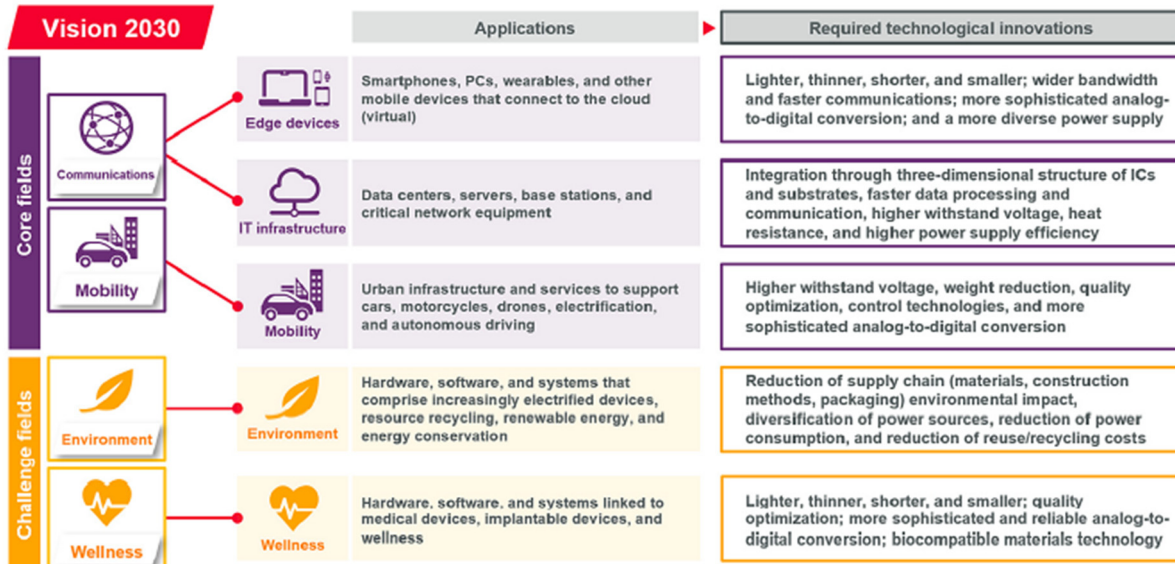 Vision 2030
Applications
Required technological innovations
Core fields
Communications
Mobility
Edge devices
Smartphones, PCs, wearables, and other
mobile devices that connect to the cloud
(virtual)
Lighter, thinner, shorter, and smaller; wider bandwidth
and faster communications; more sophisticated analog-
to-digital conversion; and a more diverse power supply
IT infrastructure
Data centers, servers, base stations, and
critical network equipment
Integration through three-dimensional structure of ICs
and substrates, faster data processing and
communication, higher withstand voltage, heat
resistance, and higher power supply efficiency
Mobility
Urban infrastructure and services to support
cars, motorcycles, drones, electrification,
and autonomous driving
Higher withstand voltage, weight reduction, quality
optimization, control technologies, and more
sophisticated analog-to-digital conversion
Challenge fields
Environment
Environment
Hardware, software, and systems that
comprise increasingly electrified devices,
resource recycling, renewable energy, and
energy conservation
Reduction of supply chain (materials, construction
methods, packaging) environmental impact,
diversification of power sources, reduction of power
consumption, and reduction of reuse/recycling costs
Wellness
Wellness
Hardware, software, and systems linked to
medical devices, implantable devices, and
wellness
Lighter, thinner, shorter, and smaller; quality
optimization; more sophisticated and reliable analog-to-
digital conversion; biocompatible materials technology